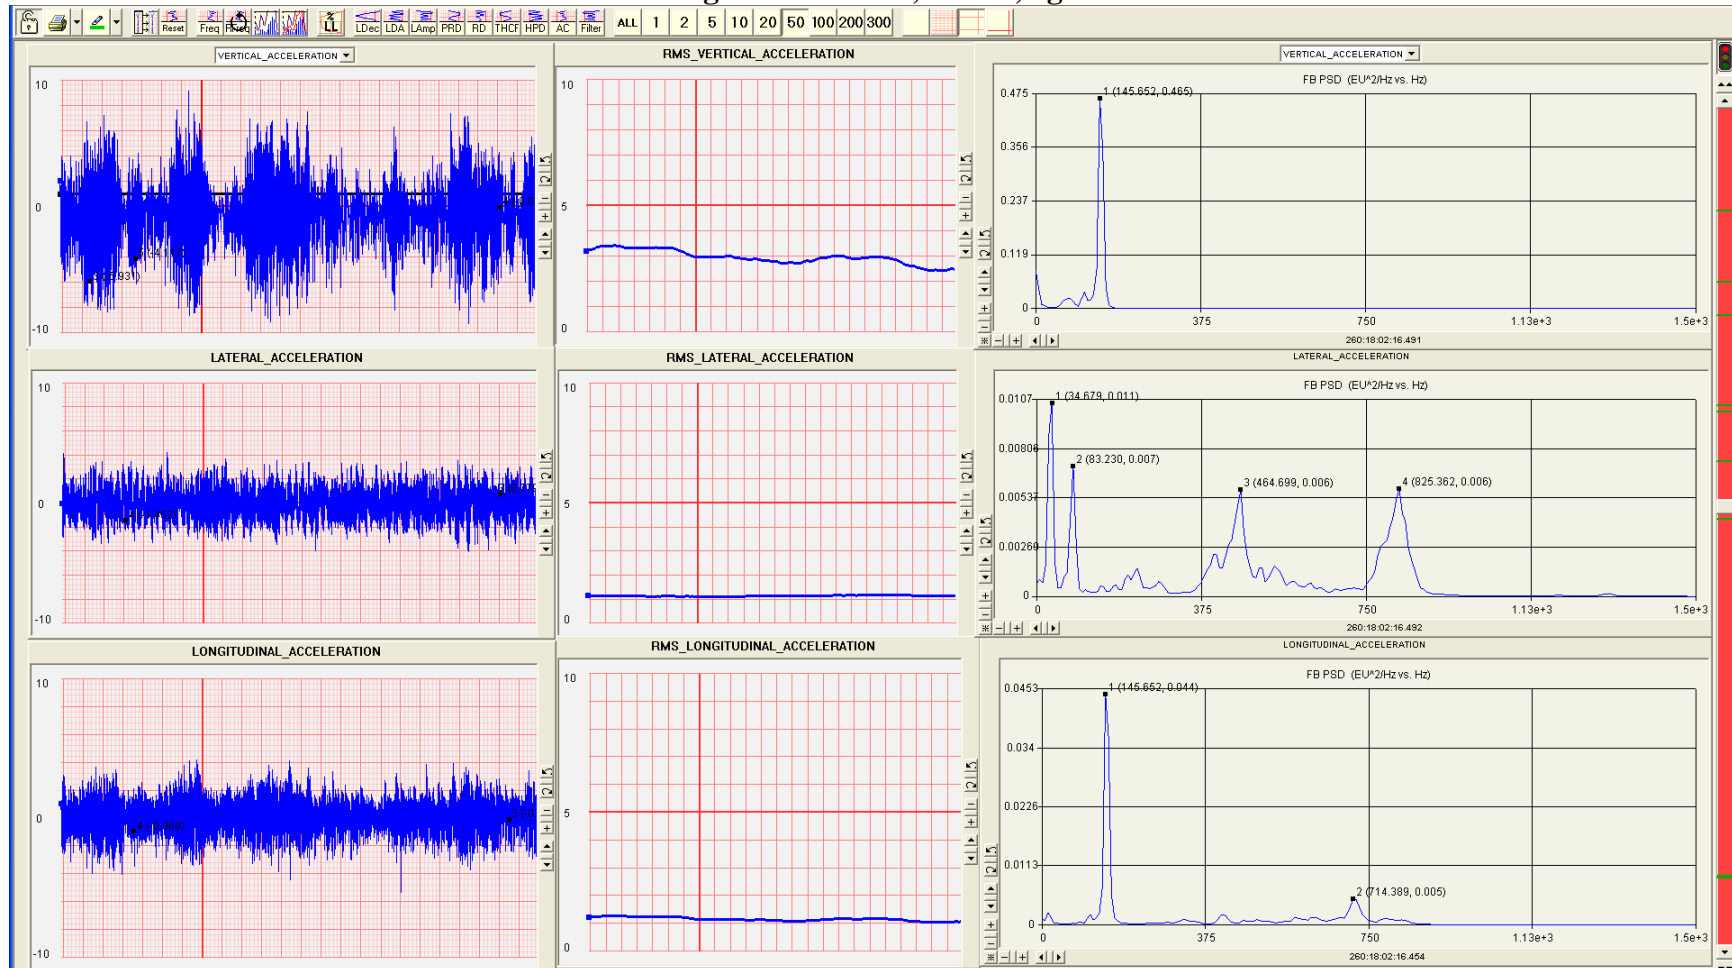 Reset Freq LL LDec LDA LAmp PRD RD THCF HPD AC Filter ALL 1 2 5 10 20 50 100 200 300
VERTICAL_ACCELERATION
10
0
-10
RMS_VERTICAL_ACCELERATION
10
5
0
VERTICAL_ACCELERATION
FB PSD (EU^2/Hz vs. Hz)
1 (145.652, 0.465)
0.475
0.356
0.237
0.119
0
0 375 750 1.13e+3 1.5e+3
260:18:02:16.491
LATERAL_ACCELERATION
10
0
-10
RMS_LATERAL_ACCELERATION
10
5
0
LATERAL_ACCELERATION
FB PSD (EU^2/Hz vs. Hz)
1 (34.679, 0.011)
2 (83.230, 0.007)
3 (464.699, 0.006)
4 (825.362, 0.006)
0.0107
0.00806
0.00537
0.00269
0
0 375 750 1.13e+3 1.5e+3
260:18:02:16.492
LONGITUDINAL_ACCELERATION
10
0
-10
RMS_LONGITUDINAL_ACCELERATION
10
5
0
LONGITUDINAL_ACCELERATION
FB PSD (EU^2/Hz vs. Hz)
1 (145.652, 0.044)
2 (714.389, 0.005)
0.0453
0.034
0.0226
0.0113
0
0 375 750 1.13e+3 1.5e+3
260:18:02:16.454